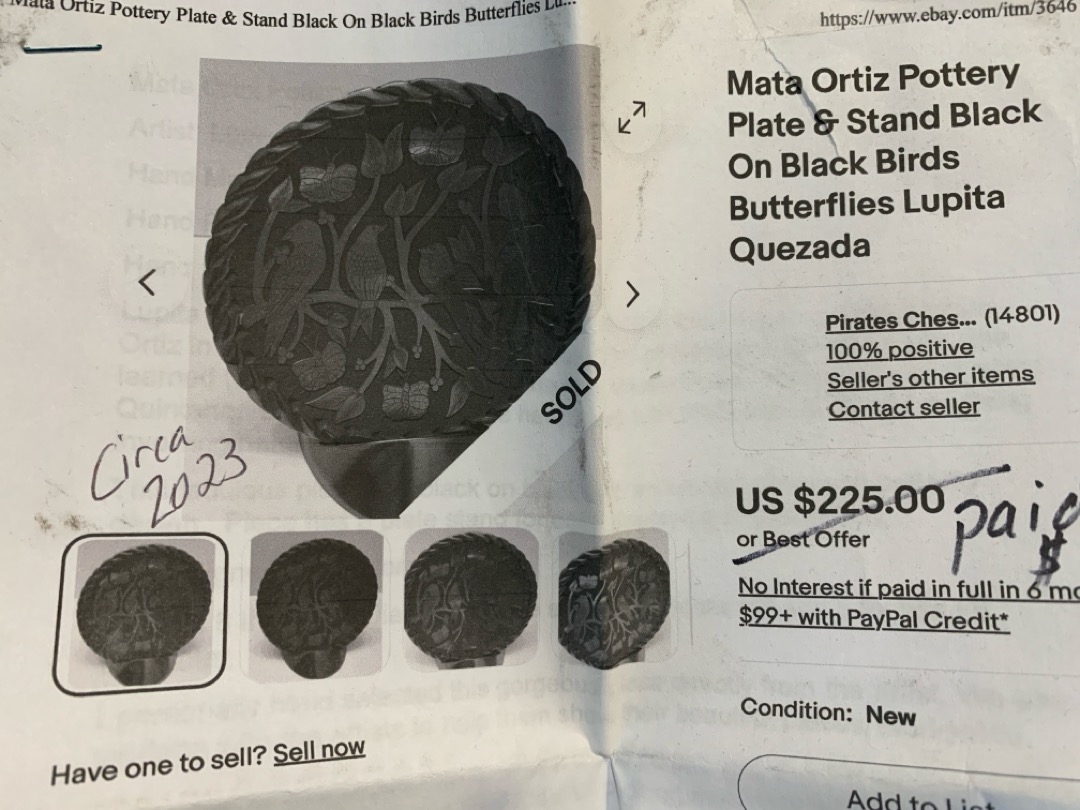 Mata Ortiz Pottery Plate & Stand Black On Black Birds Butterflies Lu...
https://www.ebay.com/itm/3646
Mata Ortiz Pottery
Plate & Stand Black
On Black Birds
Butterflies Lupita
Quezada
Pirates Ches... (14801)
100% positive
Seller's other items
Contact seller
SOLD
Circa
2023
US $225.00
or Best Offer
paid
$
No Interest if paid in full in 6 mo
$99+ with PayPal Credit*
Condition: New
Have one to sell? Sell now
Add to List